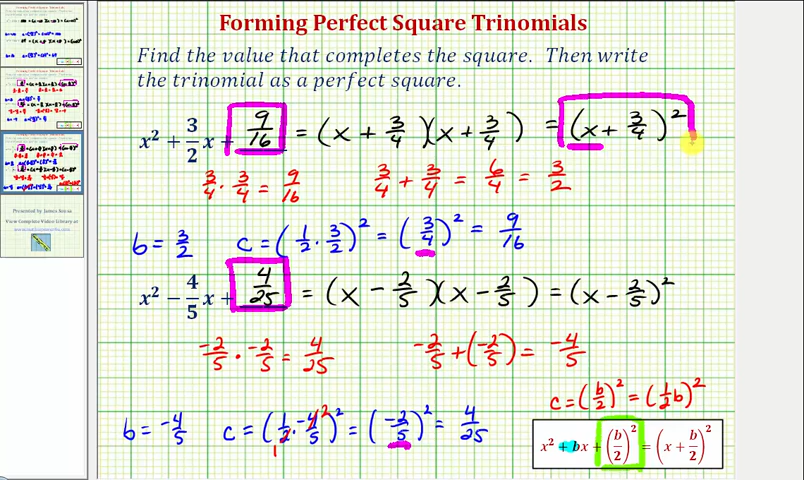 Forming Perfect Square Trinomials
Find the value that completes the square. Then write
the trinomial as a perfect square.
x² + 3/2 x + 9/16 = (x + 3/4)(x + 3/4) = (x + 3/4)²
3/4 · 3/4 = 9/16 3/4 + 3/4 = 6/4 = 3/2
b = 3/2 c = (1/2 · 3/2)² = (3/4)² = 9/16
x² − 4/5 x + 4/25 = (x − 2/5)(x − 2/5) = (x − 2/5)²
-2/5 · -2/5 = 4/25 -2/5 + (-2/5) = -4/5
c = (b/2)² = (1/2 b)²
b = -4/5 c = (1/2 · -4/5)² = (-2/5)² = 4/25
x² + bx + (b/2)² = (x + b/2)²
Presented by James Sousa